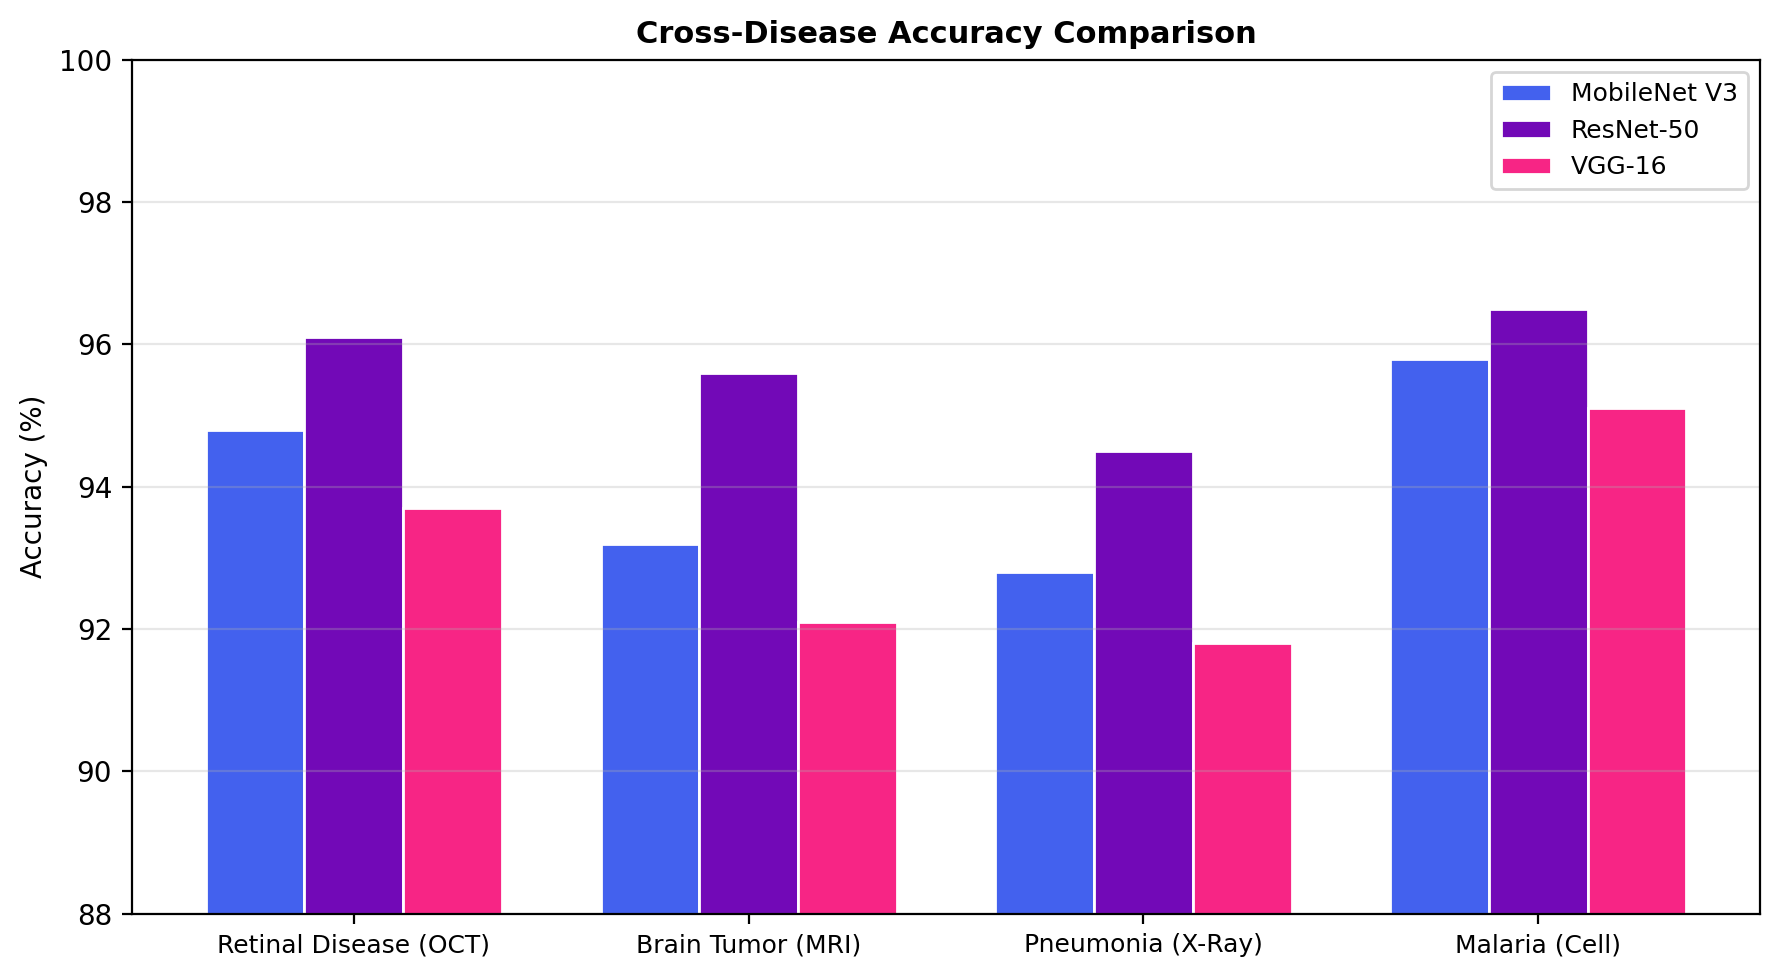 Cross-Disease Accuracy Comparison
MobileNet V3
ResNet-50
VGG-16
Accuracy (%)
100
98
96
94
92
90
88
Retinal Disease (OCT)
Brain Tumor (MRI)
Pneumonia (X-Ray)
Malaria (Cell)